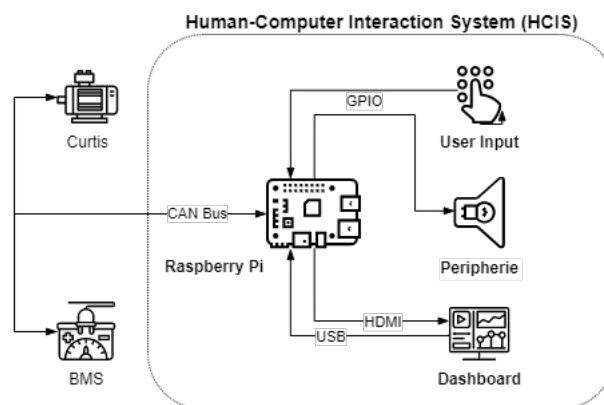 Human-Computer Interaction System (HCIS)
GPIO
Curtis
User Input
CAN Bus
Raspberry Pi
Peripherie
HDMI
USB
BMS
Dashboard